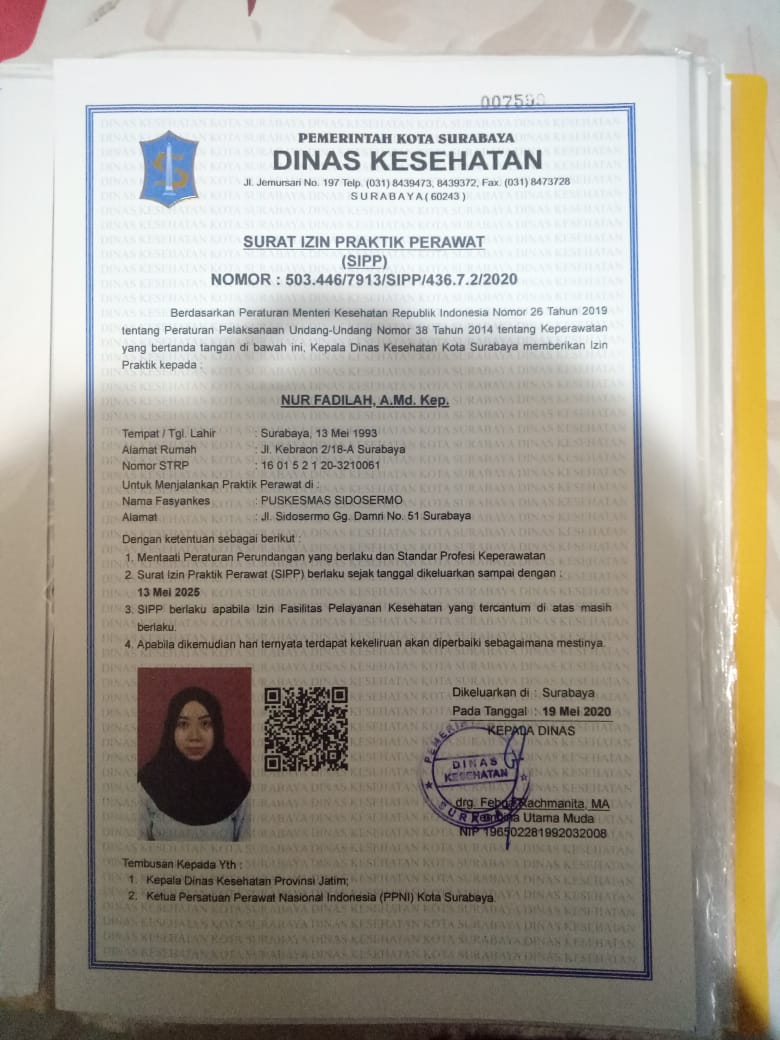 007590
PEMERINTAH KOTA SURABAYA
DINAS KESEHATAN
Jl. Jemursari No. 197 Telp. (031) 8439473, 8439372, Fax. (031) 8473728
SURABAYA ( 60243 )
SURAT IZIN PRAKTIK PERAWAT
(SIPP)
NOMOR : 503.446/7913/SIPP/436.7.2/2020
Berdasarkan Peraturan Menteri Kesehatan Republik Indonesia Nomor 26 Tahun 2019
tentang Peraturan Pelaksanaan Undang-Undang Nomor 38 Tahun 2014 tentang Keperawatan
yang bertanda tangan di bawah ini, Kepala Dinas Kesehatan Kota Surabaya memberikan Izin
Praktik kepada :
NUR FADILAH, A.Md. Kep.
Tempat / Tgl. Lahir : Surabaya, 13 Mei 1993
Alamat Rumah : Jl. Kebraon 2/18-A Surabaya
Nomor STRP : 16 01 5 2 1 20-3210061
Untuk Menjalankan Praktik Perawat di :
Nama Fasyankes : PUSKESMAS SIDOSERMO
Alamat : Jl. Sidosermo Gg. Damri No. 51 Surabaya
Dengan ketentuan sebagai berikut :
1. Mentaati Peraturan Perundangan yang berlaku dan Standar Profesi Keperawatan
2. Surat Izin Praktik Perawat (SIPP) berlaku sejak tanggal dikeluarkan sampai dengan :
13 Mei 2025
3. SIPP berlaku apabila Izin Fasilitas Pelayanan Kesehatan yang tercantum di atas masih
berlaku.
4. Apabila dikemudian hari ternyata terdapat kekeliruan akan diperbaiki sebagaimana mestinya.
Dikeluarkan di : Surabaya
Pada Tanggal : 19 Mei 2020
KEPALA DINAS
DINAS
KESEHATAN
drg. Febria Rachmanita, MA
Pembina Utama Muda
NIP 196502281992032008
Tembusan Kepada Yth :
1. Kepala Dinas Kesehatan Provinsi Jatim;
2. Ketua Persatuan Perawat Nasional Indonesia (PPNI) Kota Surabaya.